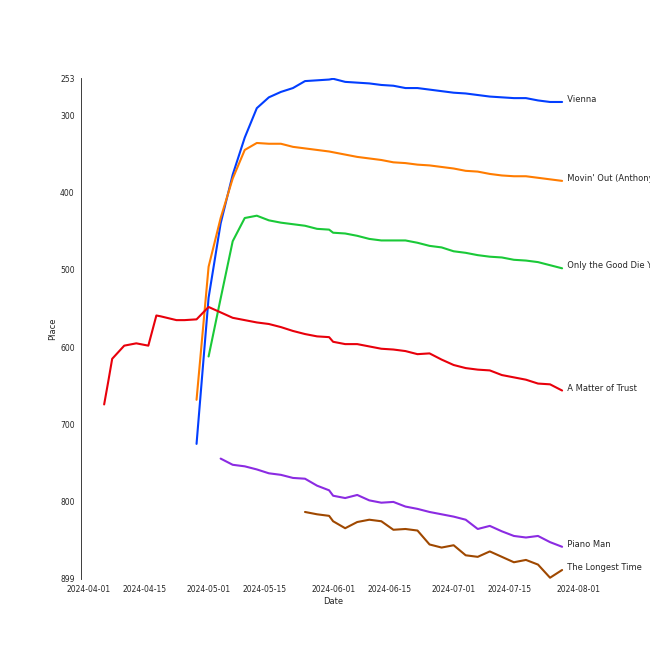 253
300
400
500
600
700
800
899
Place
2024-04-01
2024-04-15
2024-05-01
2024-05-15
2024-06-01
2024-06-15
2024-07-01
2024-07-15
2024-08-01
Date
Vienna
Movin' Out (Anthony
Only the Good Die Y
A Matter of Trust
Piano Man
The Longest Time